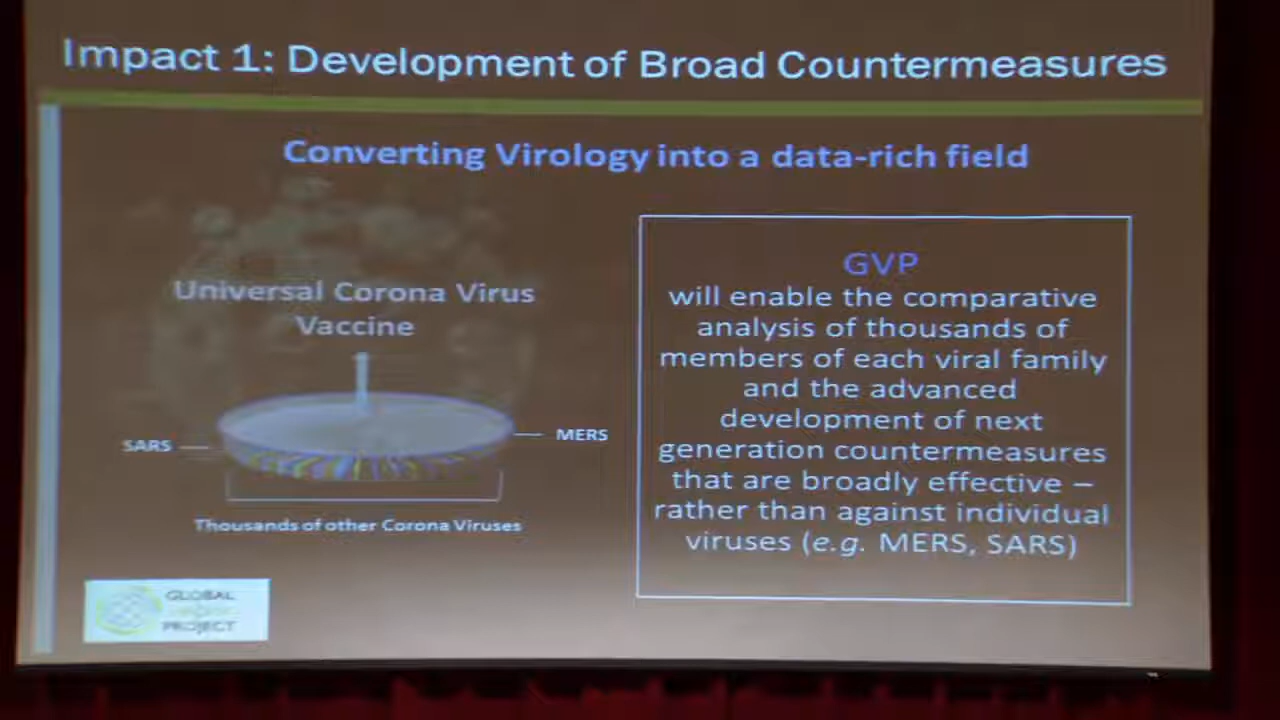 Impact 1: Development of Broad Countermeasures
Converting Virology into a data-rich field
Universal Corona Virus
Vaccine
SARS
MERS
Thousands of other Corona Viruses
GVP
will enable the comparative
analysis of thousands of
members of each viral family
and the advanced
development of next
generation countermeasures
that are broadly effective –
rather than against individual
viruses (e.g. MERS, SARS)
GLOBAL
PROJECT